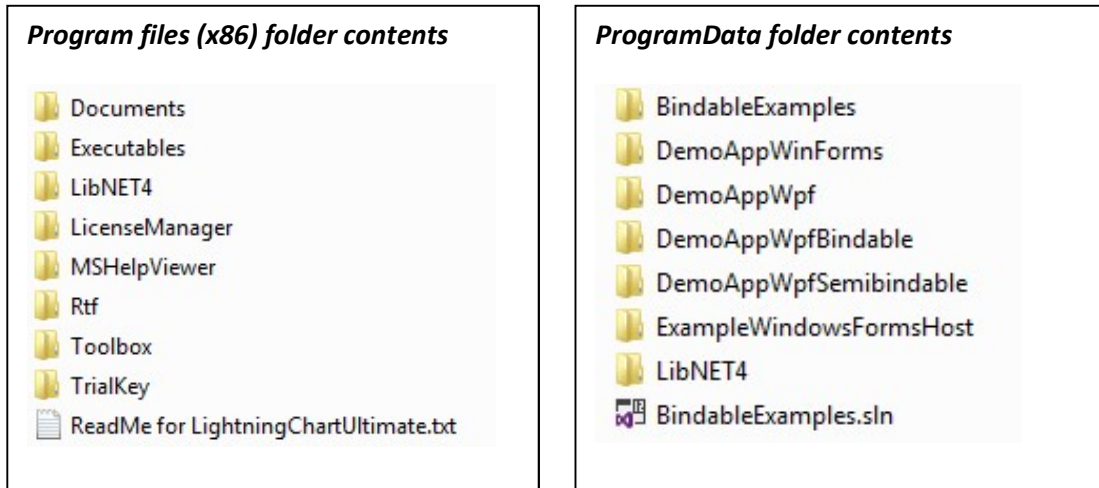 Program files (x86) folder contents
Documents
Executables
LibNET4
LicenseManager
MSHelpViewer
Rtf
Toolbox
TrialKey
ReadMe for LightningChartUltimate.txt
ProgramData folder contents
BindableExamples
DemoAppWinForms
DemoAppWpf
DemoAppWpfBindable
DemoAppWpfSemibindable
ExampleWindowsFormsHost
LibNET4
BindableExamples.sln